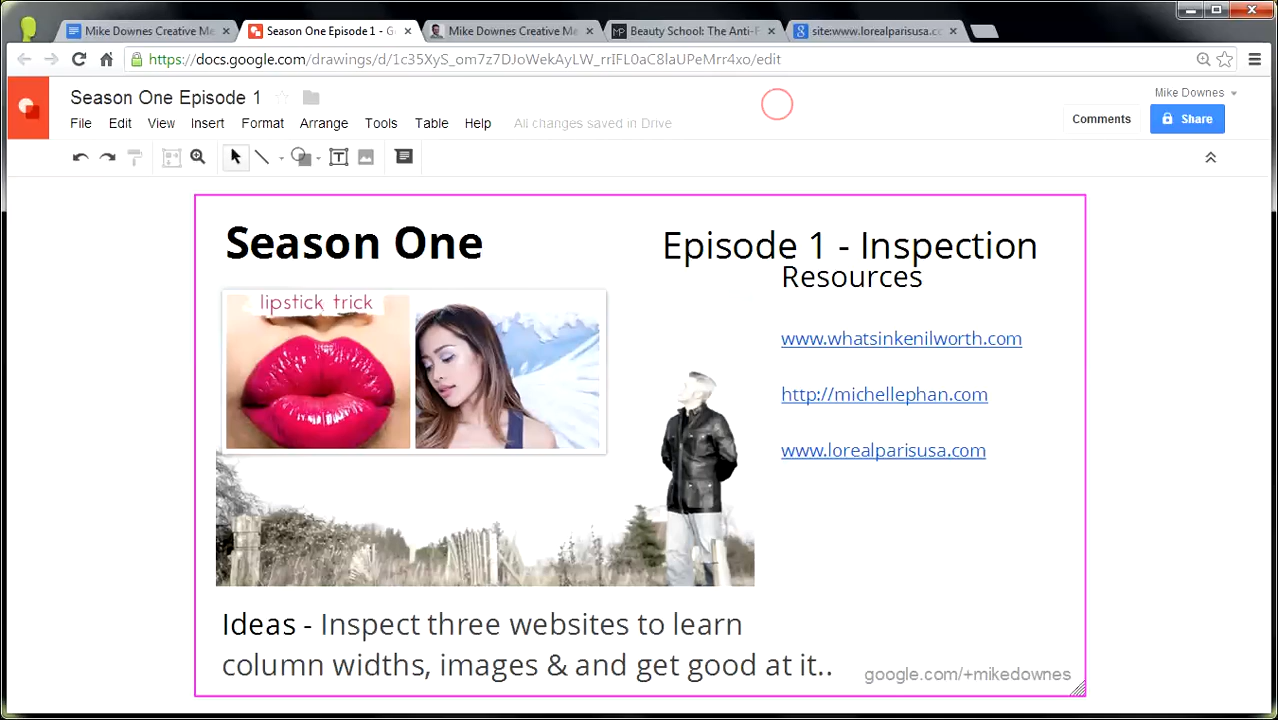 Mike Downes Creative Me
Season One Episode 1 - G
Mike Downes Creative Me
Beauty School: The Anti-F
site:www.lorealparisusa.c
https://docs.google.com/drawings/d/1c35XyS_om7z7DJoWekAyLW_rrIFL0aC8laUPeMrr4xo/edit
Season One Episode 1
Mike Downes
File Edit View Insert Format Arrange Tools Table Help All changes saved in Drive
Comments
Share
Season One
Episode 1 - Inspection
Resources
lipstick trick
www.whatsinkenilworth.com
http://michellephan.com
www.lorealparisusa.com
Ideas - Inspect three websites to learn
column widths, images & and get good at it..
google.com/+mikedownes